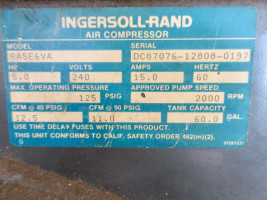 INGERSOLL-RAND
AIR COMPRESSOR
MODEL SERIAL
RA5E6VA DC87076-12808-0197
HP VOLTS AMPS HERTZ
5.0 240 15.0 60
MAX. OPERATING PRESSURE APPROVED PUMP SPEED
125 PSIG 2000 RPM
CFM @ 40 PSIG CFM @ 90 PSIG TANK CAPACITY
12.5 11.0 60.0 GAL.
USE TIME DELAY FUSES WITH THIS UNIT.
THIS UNIT CONFORMS TO CALIF. SAFETY ORDER 462(m)(2).